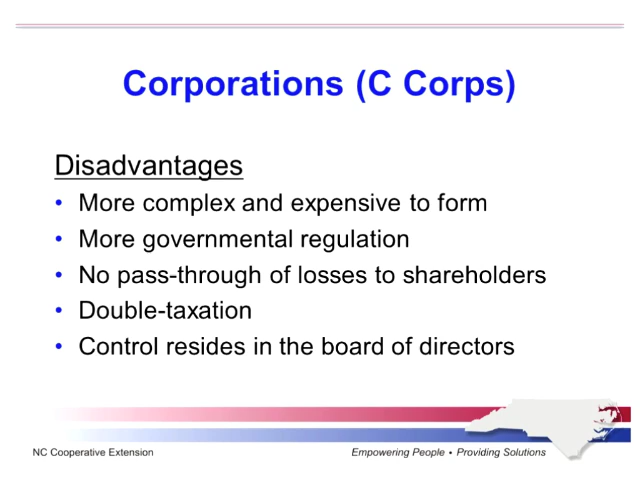 Corporations (C Corps)
Disadvantages
• More complex and expensive to form
• More governmental regulation
• No pass-through of losses to shareholders
• Double-taxation
• Control resides in the board of directors
NC Cooperative Extension
Empowering People • Providing Solutions